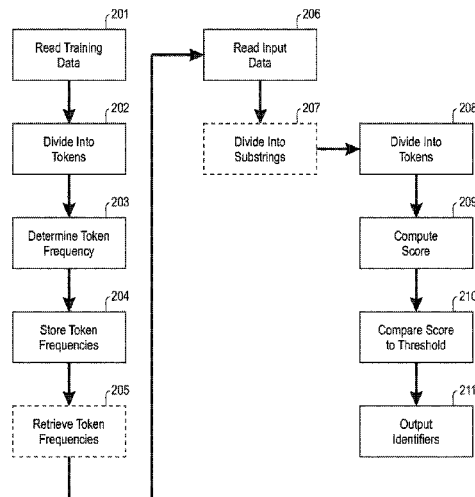 201
Read Training
Data
202
Divide Into
Tokens
203
Determine Token
Frequency
204
Store Token
Frequencies
205
Retrieve Token
Frequencies
206
Read Input
Data
207
Divide Into
Substrings
208
Divide Into
Tokens
209
Compute
Score
210
Compare Score
to Threshold
211
Output
Identifiers